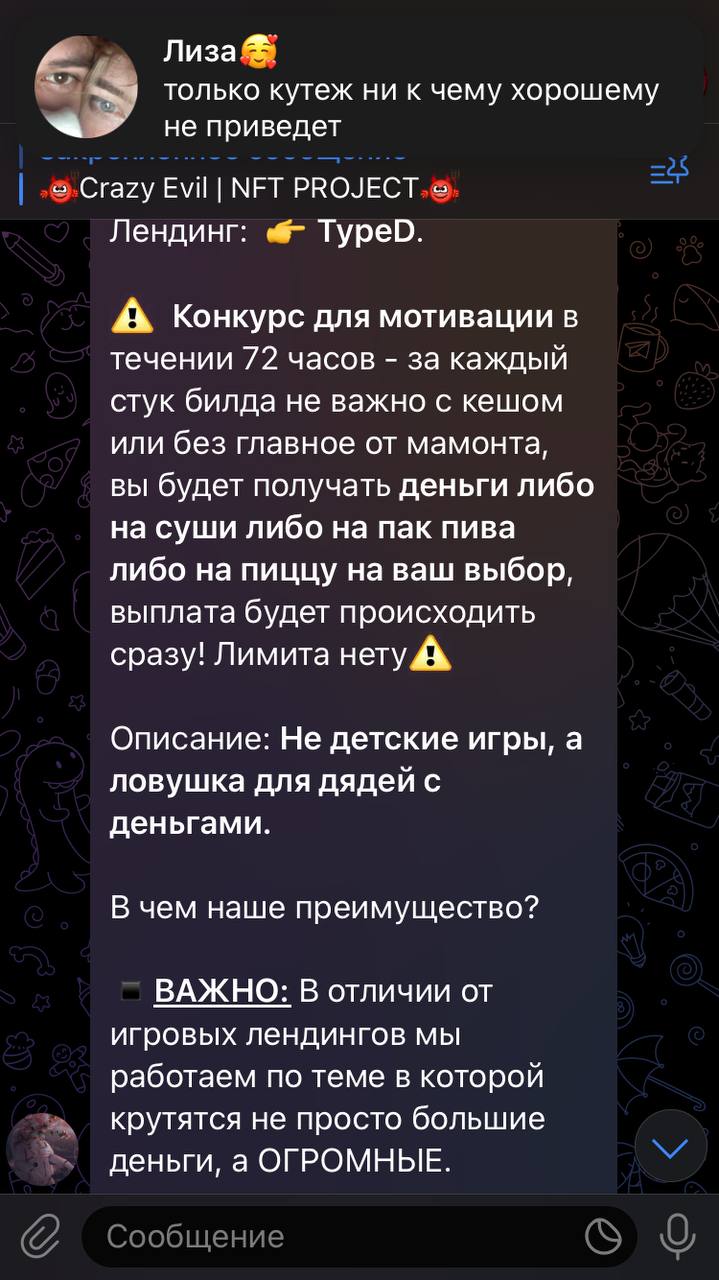 Лиза🥰
только кутеж ни к чему хорошему
не приведет
Закрепленное сообщение
👹Crazy Evil | NFT PROJECT👹
Лендинг: 👉 TypeD.
⚠️ Конкурс для мотивации в
течении 72 часов - за каждый
стук билда не важно с кешом
или без главное от мамонта,
вы будет получать деньги либо
на суши либо на пак пива
либо на пиццу на ваш выбор,
выплата будет происходить
сразу! Лимита нету⚠️
Описание: Не детские игры, а
ловушка для дядей с
деньгами.
В чем наше преимущество?
▪️ ВАЖНО: В отличии от
игровых лендингов мы
работаем по теме в которой
крутятся не просто большие
деньги, а ОГРОМНЫЕ.
Сообщение